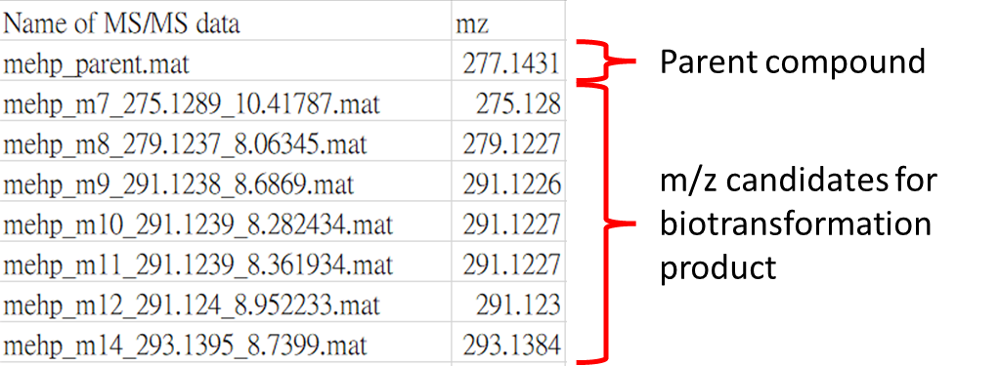 Name of MS/MS data mz
mehp_parent.mat 277.1431
mehp_m7_275.1289_10.41787.mat 275.128
mehp_m8_279.1237_8.06345.mat 279.1227
mehp_m9_291.1238_8.6869.mat 291.1226
mehp_m10_291.1239_8.282434.mat 291.1227
mehp_m11_291.1239_8.361934.mat 291.1227
mehp_m12_291.124_8.952233.mat 291.123
mehp_m14_293.1395_8.7399.mat 293.1384
Parent compound
m/z candidates for
biotransformation
product